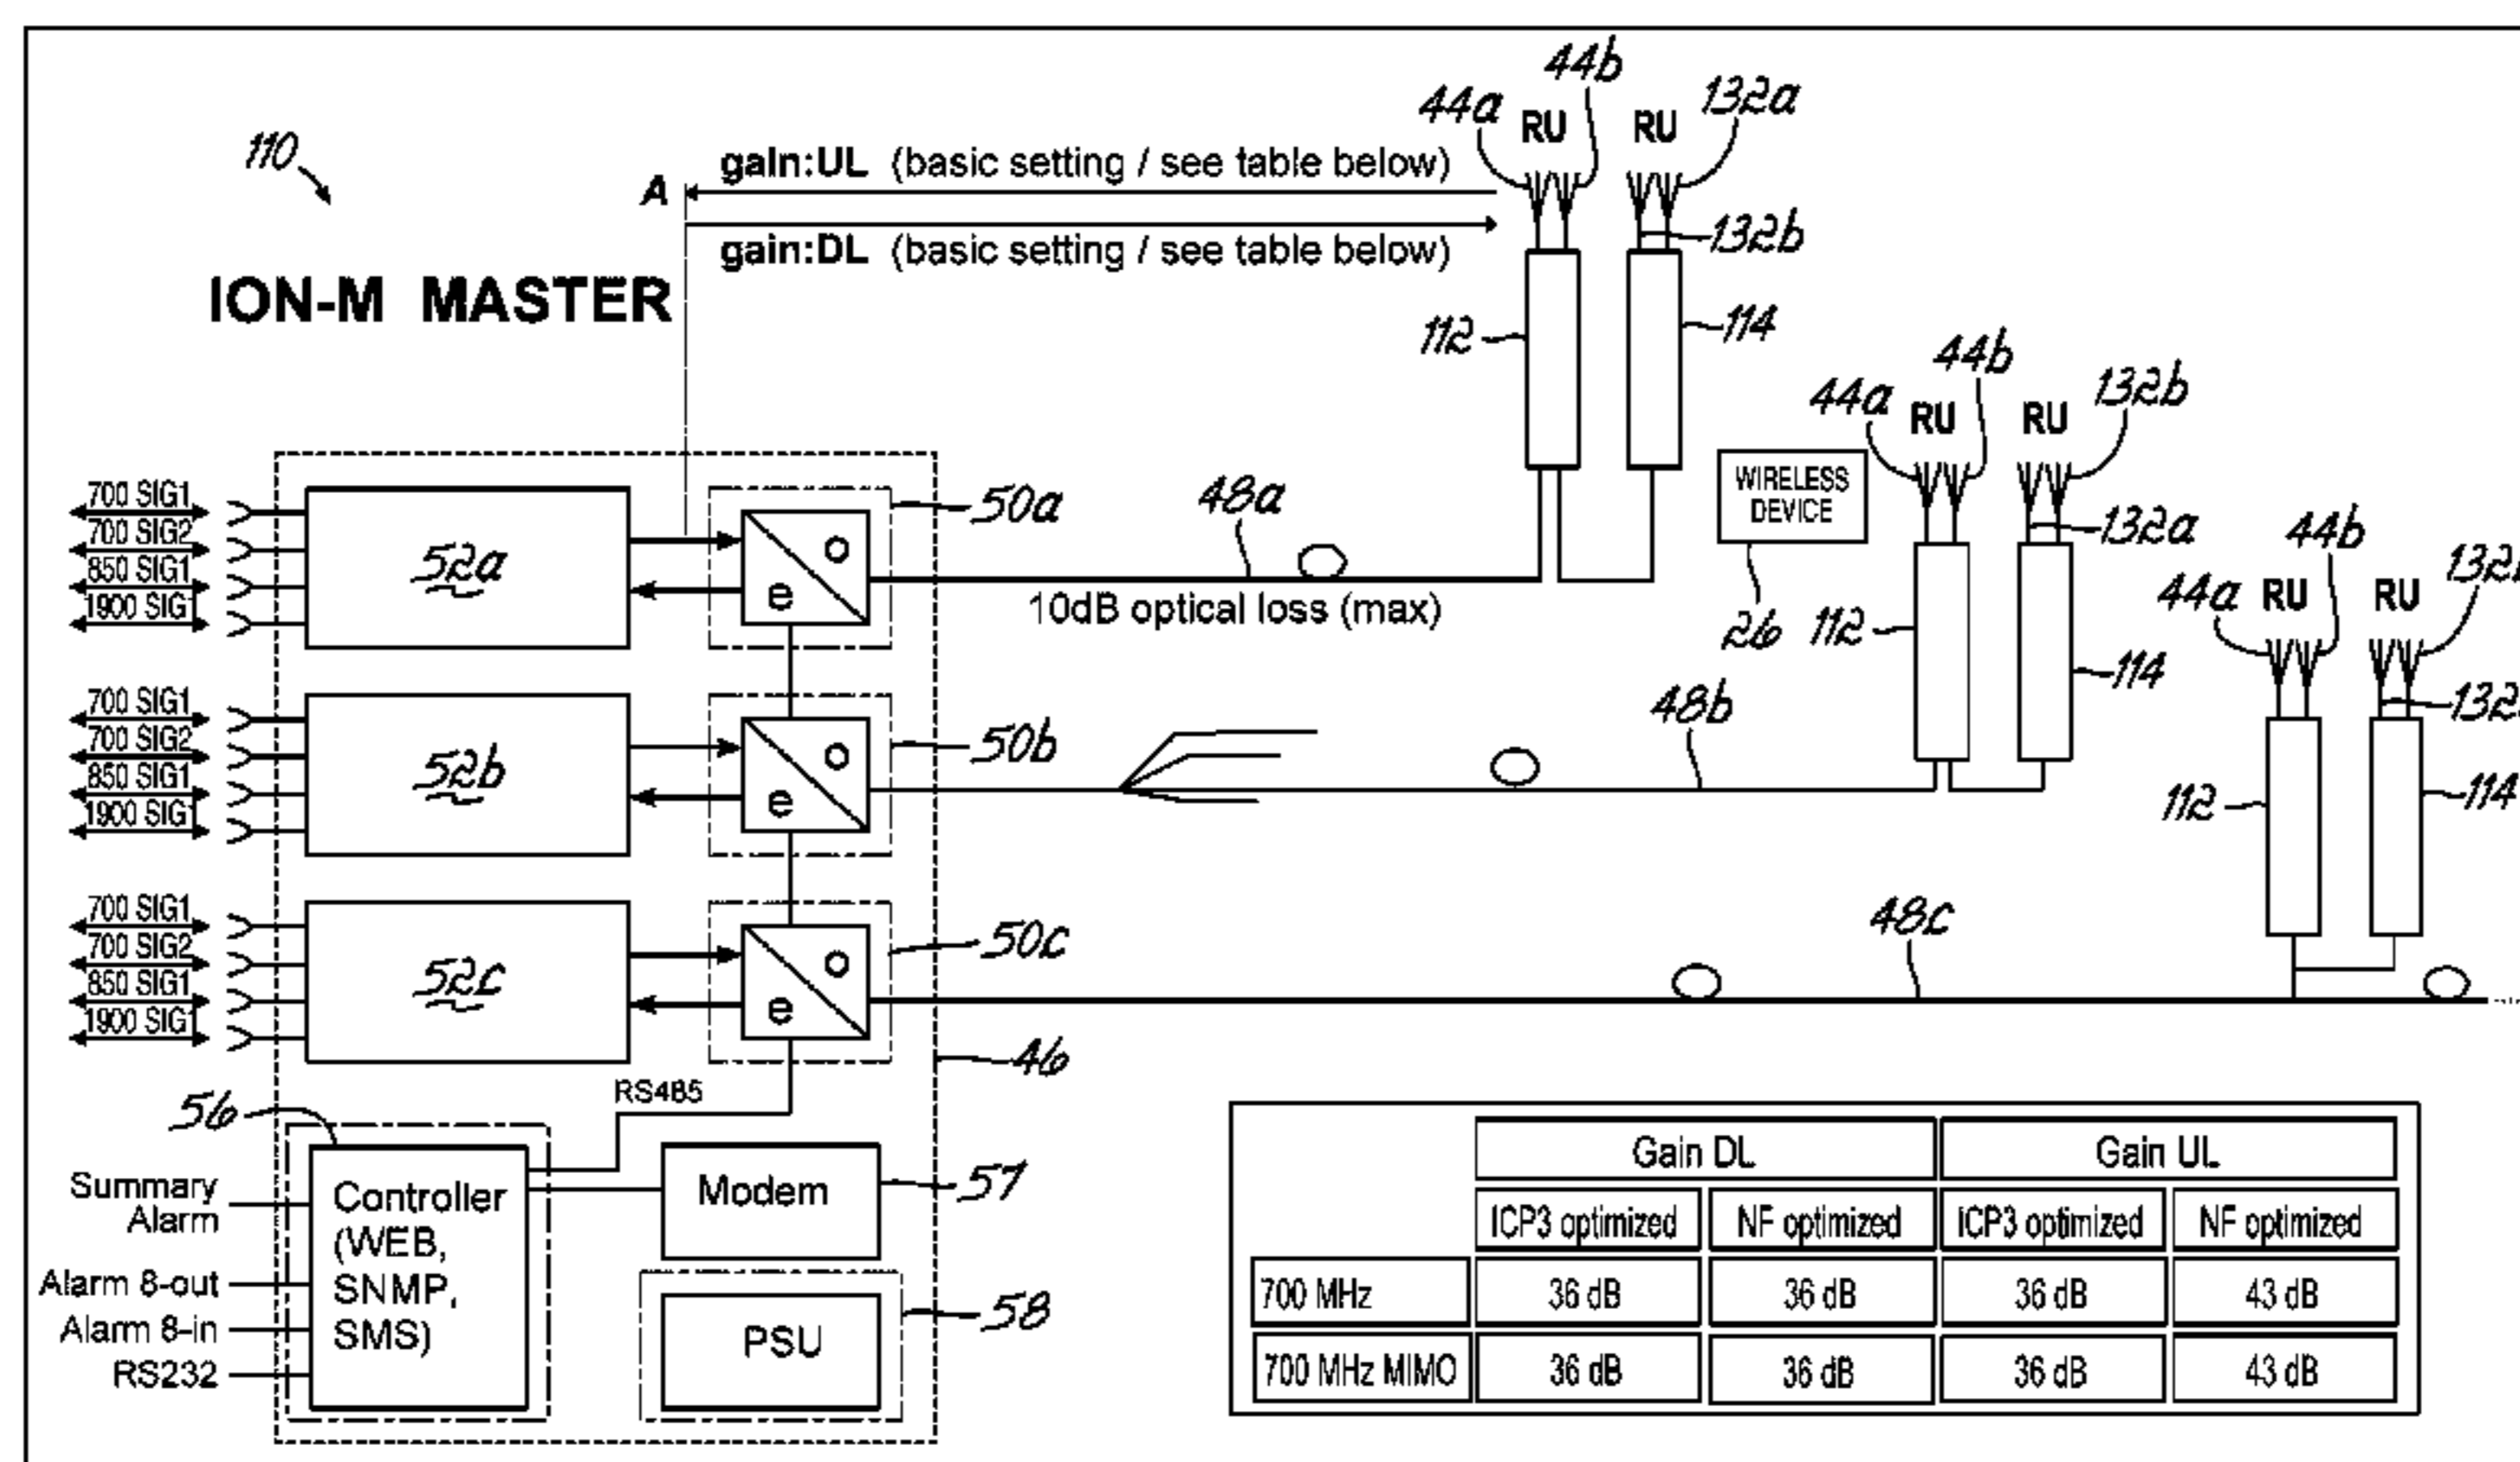 110
ION-M MASTER
A
gain:UL (basic setting / see table below)
gain:DL (basic setting / see table below)
44a
44b
132a
RU
RU
132b
112
114
44a
44b
132b
RU
RU
132a
WIRELESS
DEVICE
26
112
114
44a
44b
RU
RU
112
114
700 SIG1
700 SIG2
850 SIG1
1900 SIG1
52a
o
e
50a
48a
10dB optical loss (max)
700 SIG1
700 SIG2
850 SIG1
1900 SIG1
52b
o
e
50b
48b
700 SIG1
700 SIG2
850 SIG1
1900 SIG1
52c
o
e
50c
48c
46
RS485
56
Summary
Alarm
Alarm 8-out
Alarm 8-in
RS232
Controller
(WEB,
SNMP,
SMS)
Modem
57
PSU
58
Gain DL Gain UL
ICP3 optimized NF optimized ICP3 optimized NF optimized
700 MHz 36 dB 36 dB 36 dB 43 dB
700 MHz MIMO 36 dB 36 dB 36 dB 43 dB